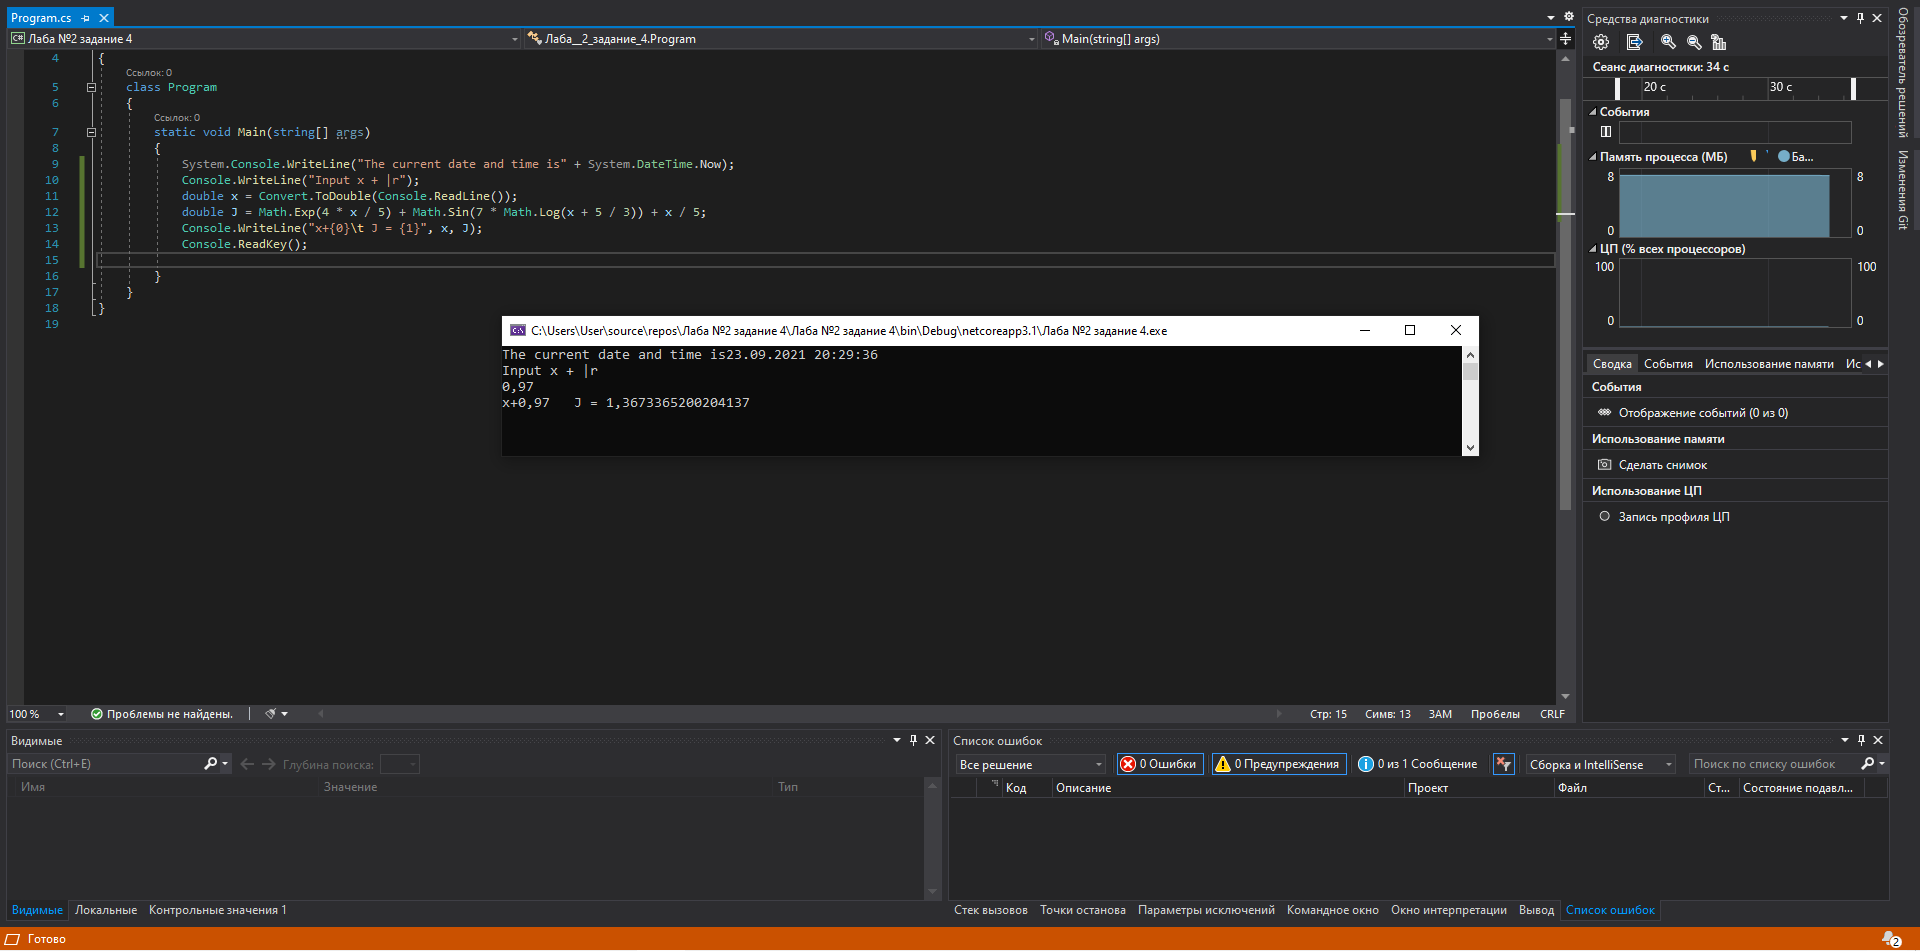 Program.cs
Лаба №2 задание 4
Лаба__2_задание_4.Program
Main(string[] args)
4 {
Ссылок: 0
5 class Program
6 {
Ссылок: 0
7 static void Main(string[] args)
8 {
9 System.Console.WriteLine("The current date and time is" + System.DateTime.Now);
10 Console.WriteLine("Input x + |r");
11 double x = Convert.ToDouble(Console.ReadLine());
12 double J = Math.Exp(4 * x / 5) + Math.Sin(7 * Math.Log(x + 5 / 3)) + x / 5;
13 Console.WriteLine("x+{0}\t J = {1}", x, J);
14 Console.ReadKey();
15
16 }
17 }
18 }
19
C:\Users\User\source\repos\Лаба №2 задание 4\Лаба №2 задание 4\bin\Debug\netcoreapp3.1\Лаба №2 задание 4.exe
The current date and time is23.09.2021 20:29:36
Input x + |r
0,97
x+0,97 J = 1,3673365200204137
100 %
Проблемы не найдены.
Стр: 15 Симв: 13 ЗАМ Пробелы CRLF
Средства диагностики
Сеанс диагностики: 34 с
20 с 30 с
События
Память процесса (МБ) Ба...
8 8
0 0
ЦП (% всех процессоров)
100 100
0 0
Сводка События Использование памяти Ис
События
Отображение событий (0 из 0)
Использование памяти
Сделать снимок
Использование ЦП
Запись профиля ЦП
Обозреватель решений
Изменения Git
Видимые
Поиск (Ctrl+E) Глубина поиска:
Имя Значение Тип
Видимые Локальные Контрольные значения 1
Список ошибок
Все решение 0 Ошибки 0 Предупреждения 0 из 1 Сообщение Сборка и IntelliSense Поиск по списку ошибок
Код Описание Проект Файл Ст... Состояние подавл...
Стек вызовов Точки останова Параметры исключений Командное окно Окно интерпретации Вывод Список ошибок
Готово
2